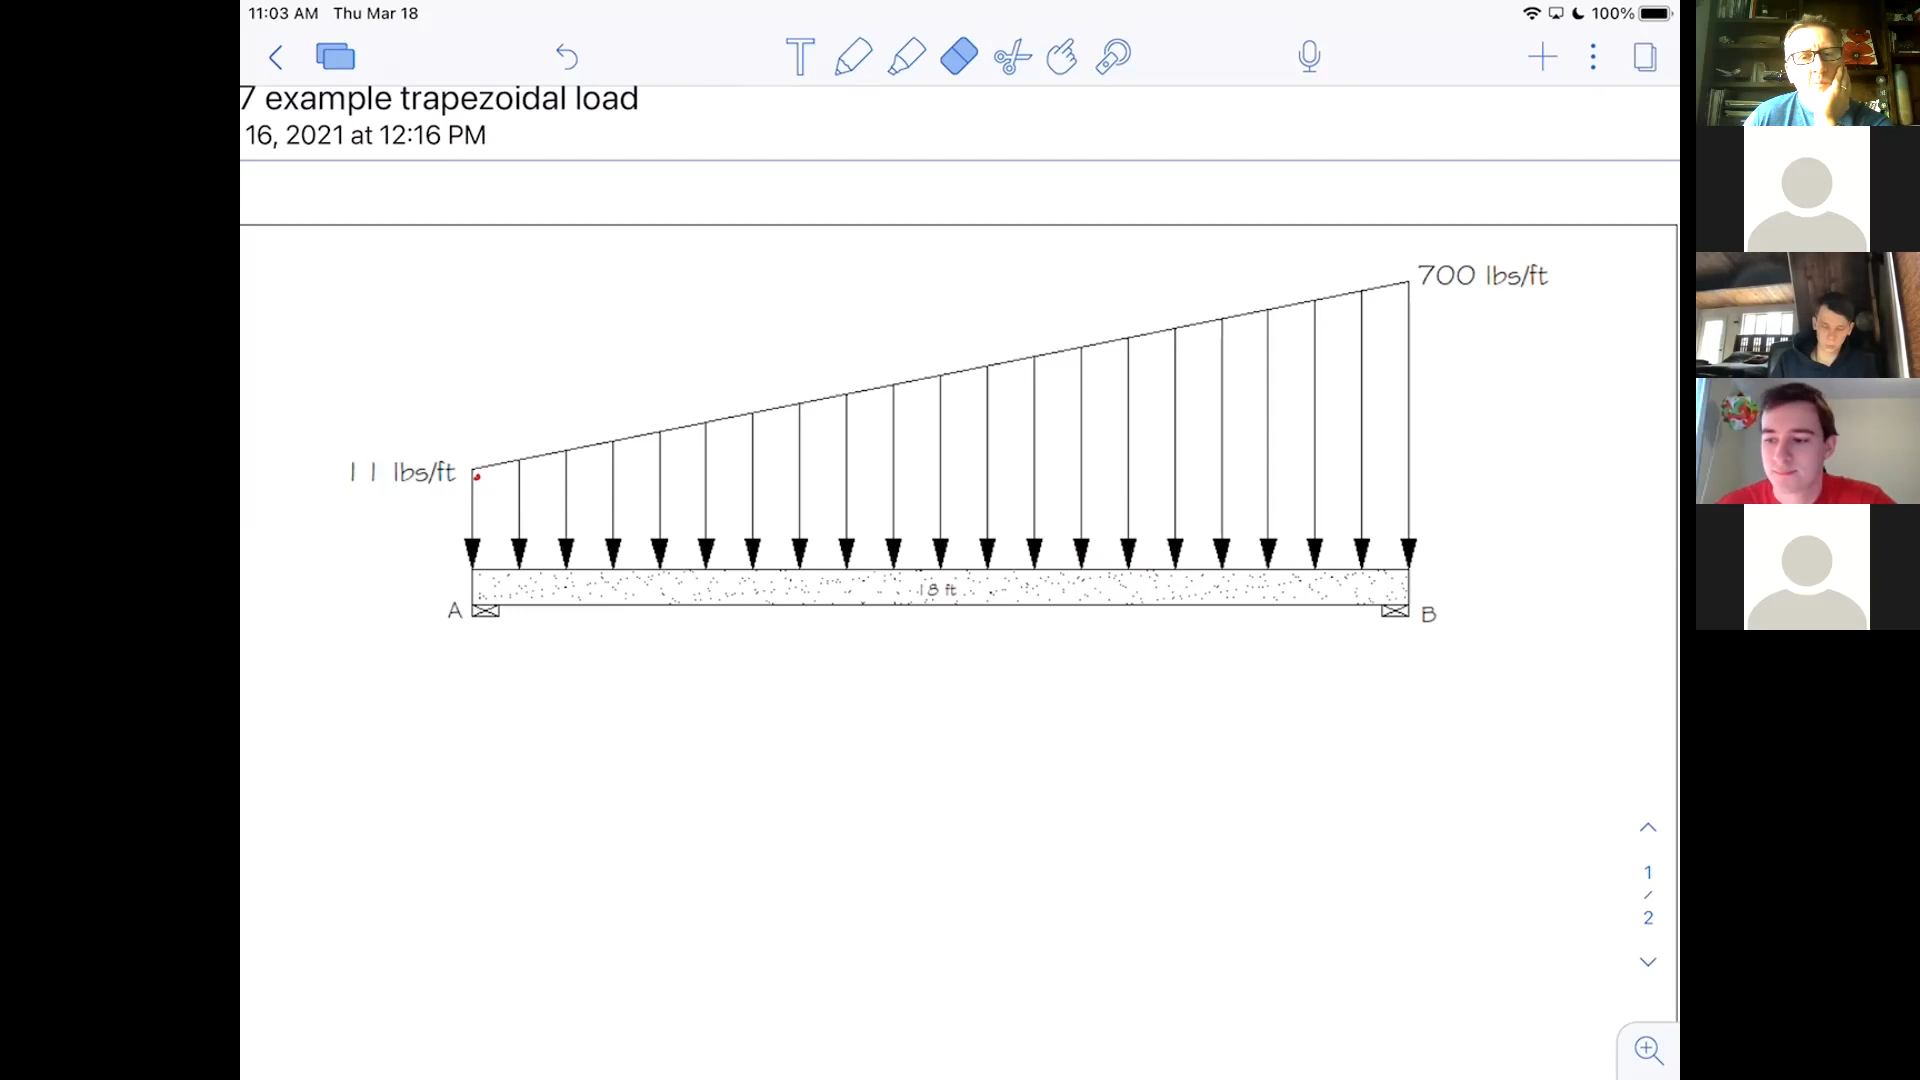 11:03 AM Thu Mar 18
100%
7 example trapezoidal load
16, 2021 at 12:16 PM
700 lbs/ft
11 lbs/ft
18 ft
A
B
1
/
2